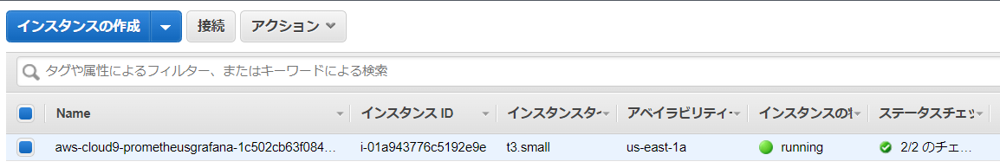 インスタンスの作成 接続 アクション
タグや属性によるフィルター、またはキーワードによる検索
Name インスタンス ID インスタンスター アベイラビリティー インスタンスの ステータスチェッ
aws-cloud9-prometheusgrafana-1c502cb63f084... i-01a943776c5192e9e t3.small us-east-1a running 2/2 のチェ...